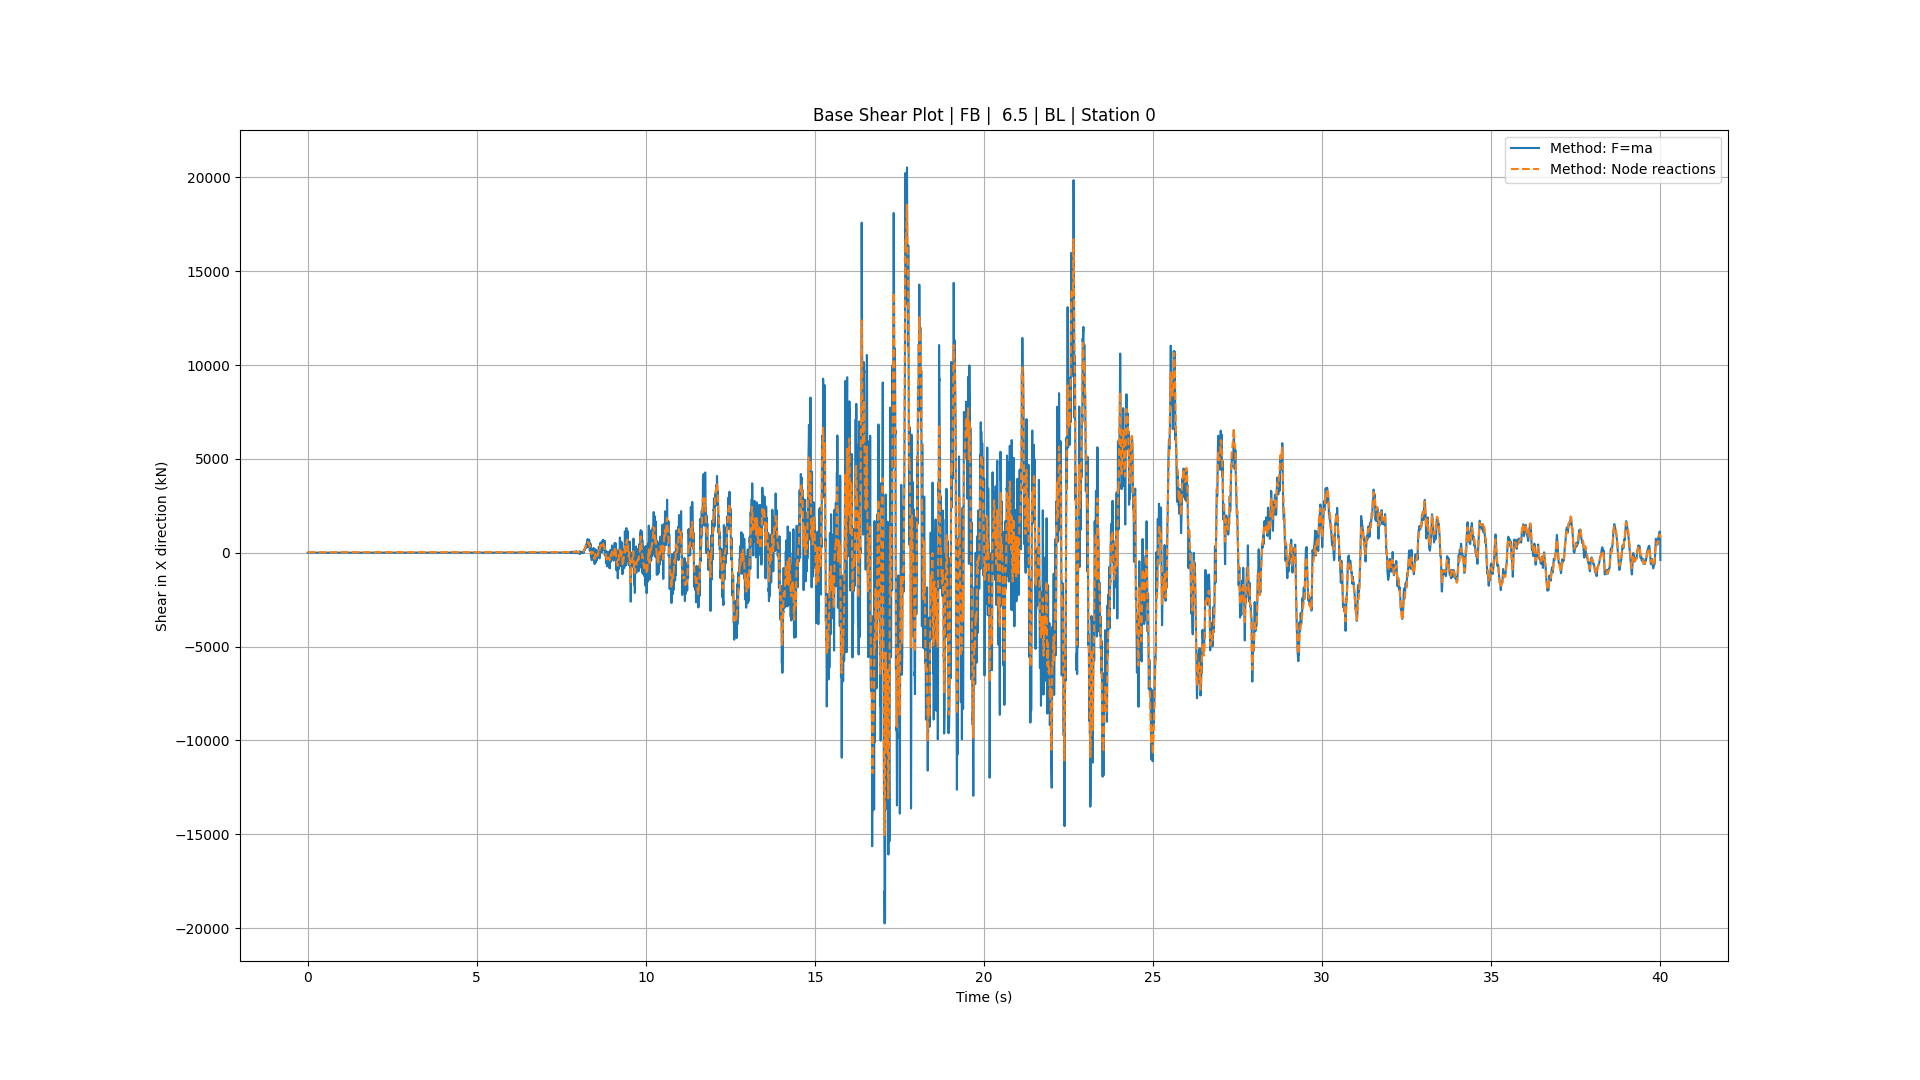 Base Shear Plot | FB |  6.5 | BL | Station 0
Method: F=ma
Method: Node reactions
Shear in X direction (kN)
20000
15000
10000
5000
0
−5000
−10000
−15000
−20000
0 5 10 15 20 25 30 35 40
Time (s)